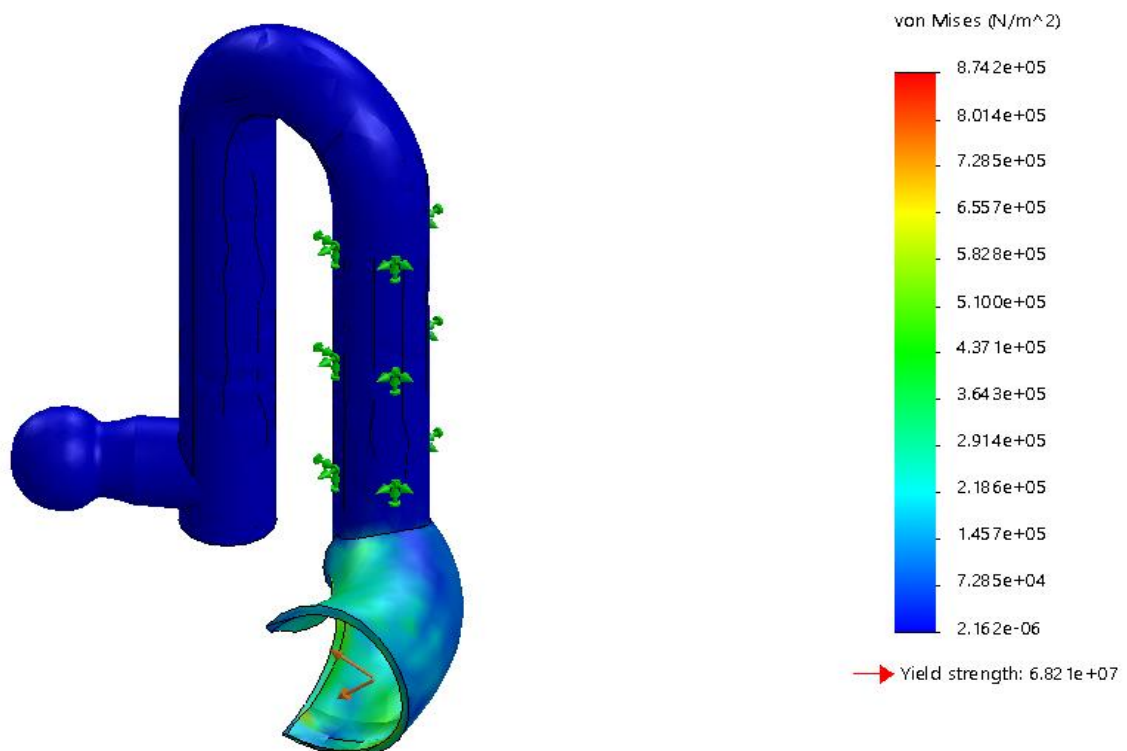 von Mises (N/m^2)
8.742e+05
8.014e+05
7.285e+05
6.557e+05
5.828e+05
5.100e+05
4.371e+05
3.643e+05
2.914e+05
2.186e+05
1.457e+05
7.285e+04
2.162e-06
Yield strength: 6.821e+07